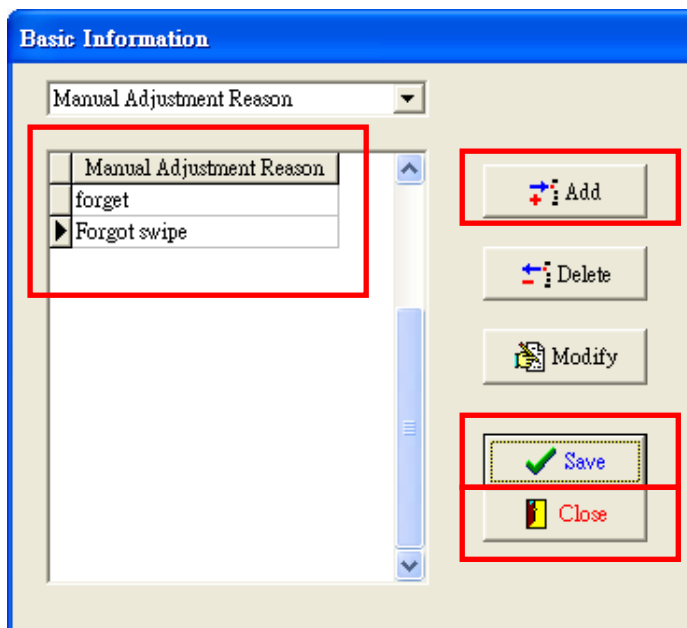 Basic Information
Manual Adjustment Reason
Manual Adjustment Reason
forget
Forgot swipe
Add
Delete
Modify
Save
Close